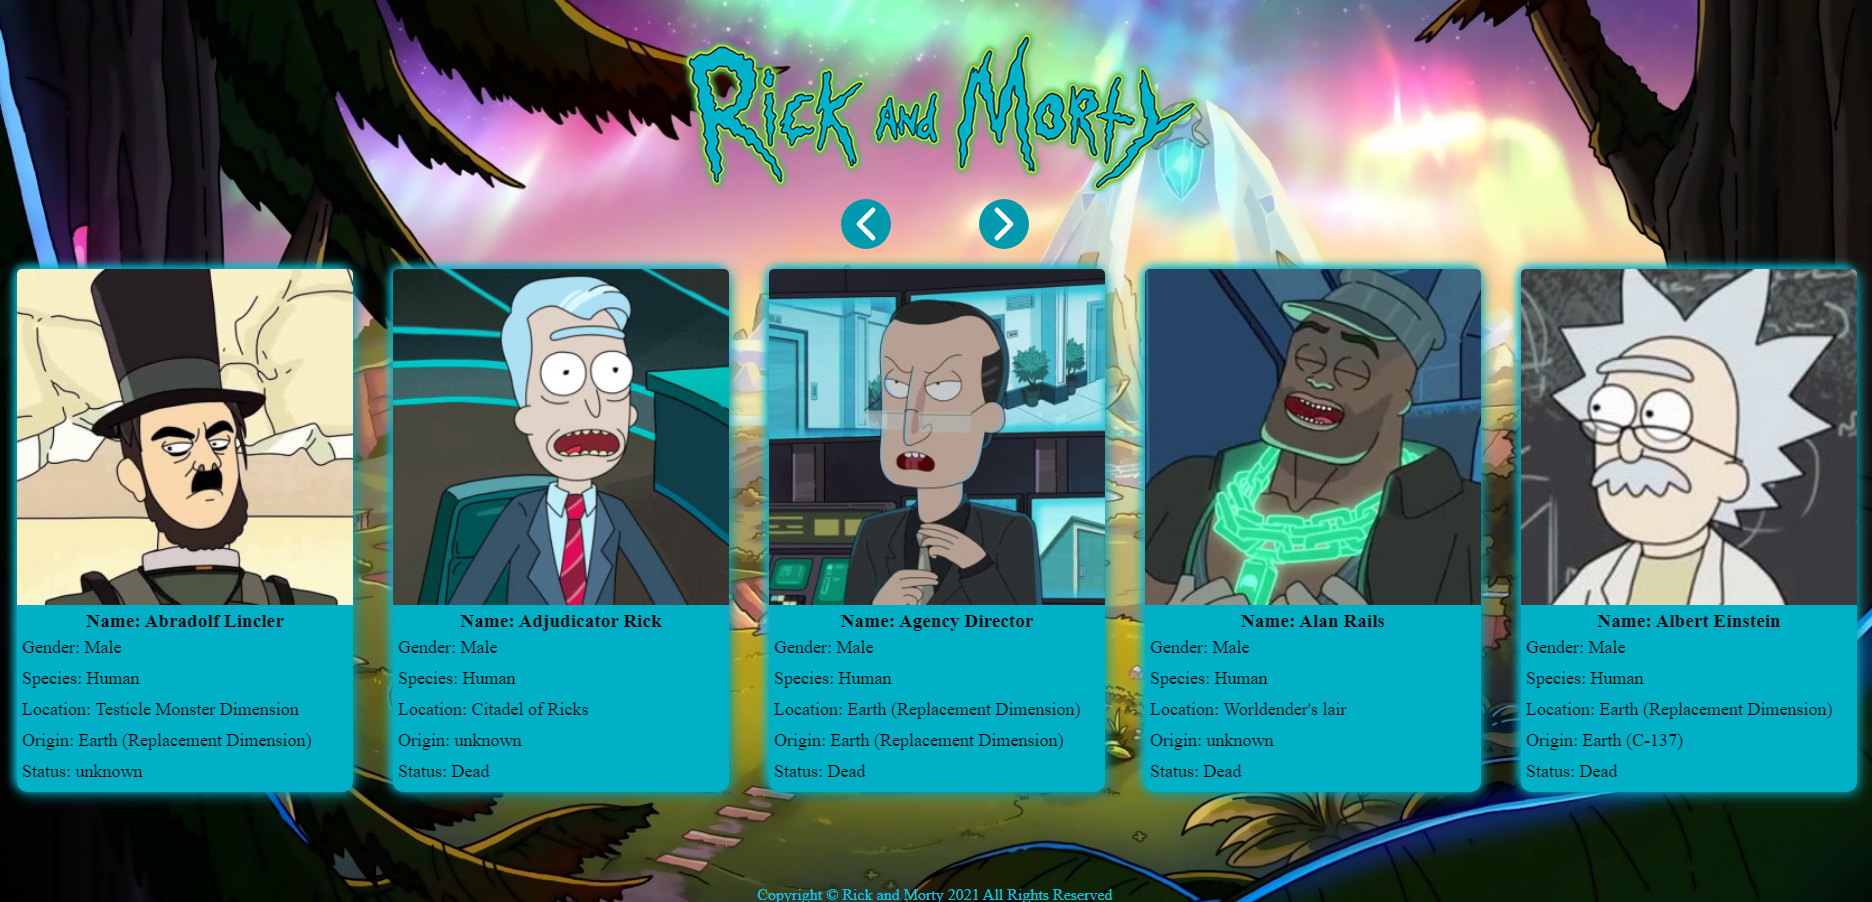 Rick and Morty
Name: Abradolf Lincler
Gender: Male
Species: Human
Location: Testicle Monster Dimension
Origin: Earth (Replacement Dimension)
Status: unknown
Name: Adjudicator Rick
Gender: Male
Species: Human
Location: Citadel of Ricks
Origin: unknown
Status: Dead
Name: Agency Director
Gender: Male
Species: Human
Location: Earth (Replacement Dimension)
Origin: Earth (Replacement Dimension)
Status: Dead
Name: Alan Rails
Gender: Male
Species: Human
Location: Worldender's lair
Origin: unknown
Status: Dead
Name: Albert Einstein
Gender: Male
Species: Human
Location: Earth (Replacement Dimension)
Origin: Earth (C-137)
Status: Dead
Copyright © Rick and Morty 2021 All Rights Reserved